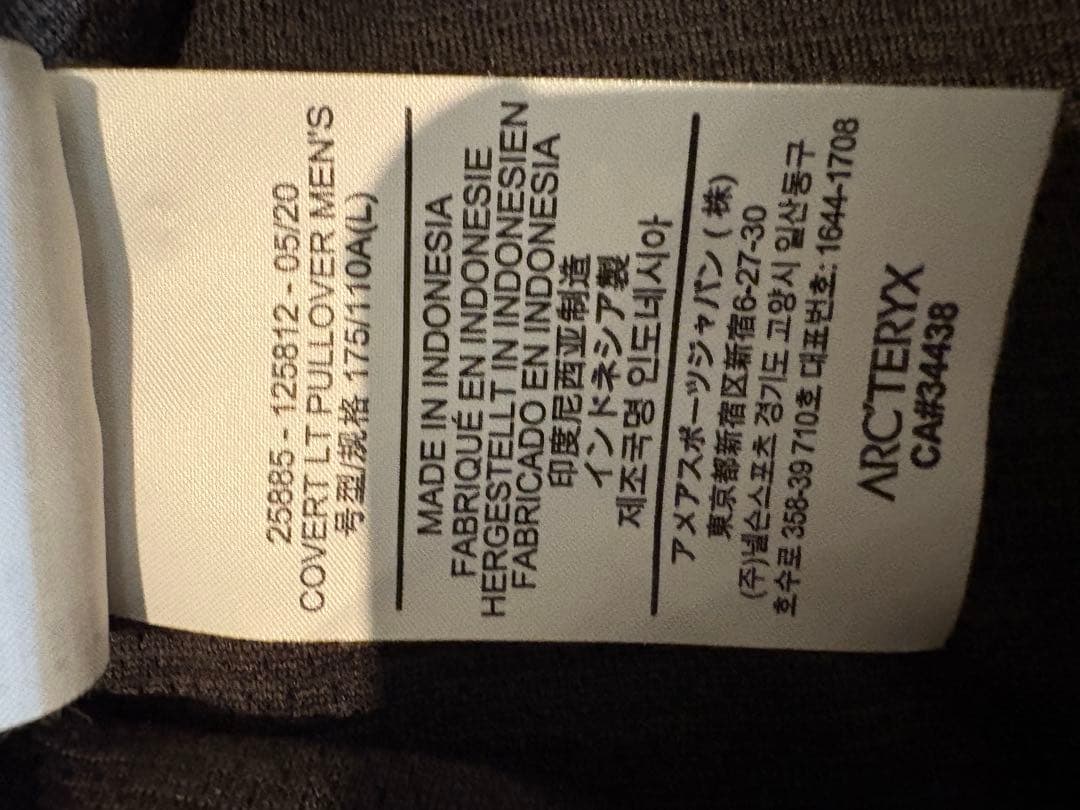 25885 - 125812 - 05/20
COVERT LT PULLOVER MEN'S
号型/规格 175/110A(L)
MADE IN INDONESIA
FABRIQUÉ EN INDONESIE
HERGESTELLT IN INDONESIEN
FABRICADO EN INDONESIA
印度尼西亚制造
インドネシア製
제조국명 인도네시아
アメアスポーツジャパン ( 株)
東京都新宿区新宿6-27-30
(주)넬슨스포츠 경기도 고양시 일산동구
호수로 358-39 710호 대표번호: 1644-1708
ARC'TERYX
CA#34438